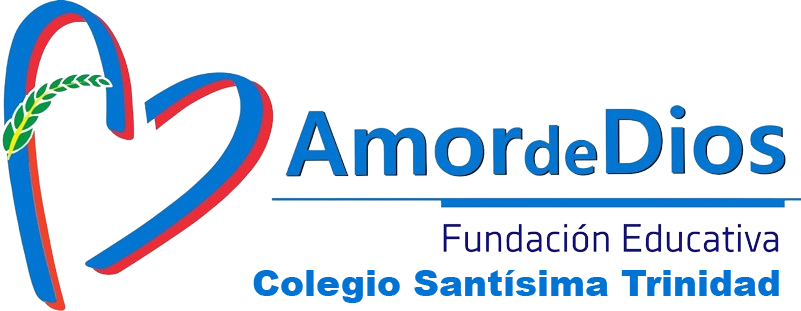 AmordeDios
Fundación Educativa
Colegio Santísima Trinidad